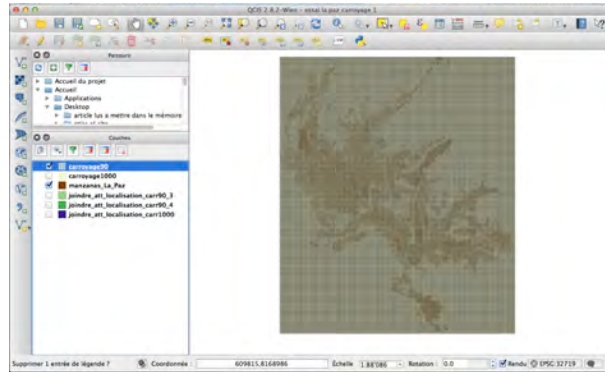 QGIS 2.8.2-Wien - essai la paz carroyage 1
Parcourir
Accueil du projet
Accueil
Applications
Desktop
article lus a mettre dans le mémoire
Couches
carroyage90
carroyage1000
manzanas_La_Paz
joindre_att_localisation_carr90_3
joindre_att_localisation_carr90_4
joindre_att_localisation_carr1000
Supprimer 1 entrée de légende ? Coordonnée : 609815,8168986 Échelle 1:88'086 Rotation : 0.0 Rendu EPSG:32719